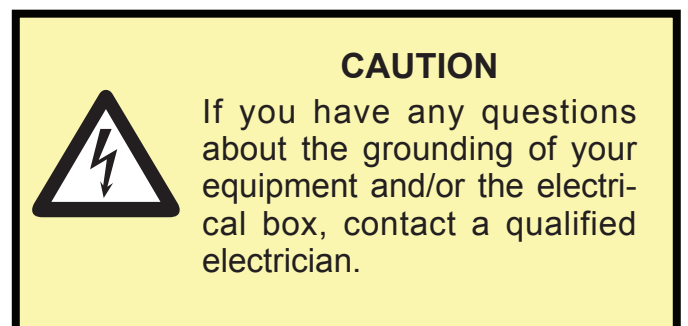 CAUTION
If you have any questions
about the grounding of your
equipment and/or the electri-
cal box, contact a qualified
electrician.